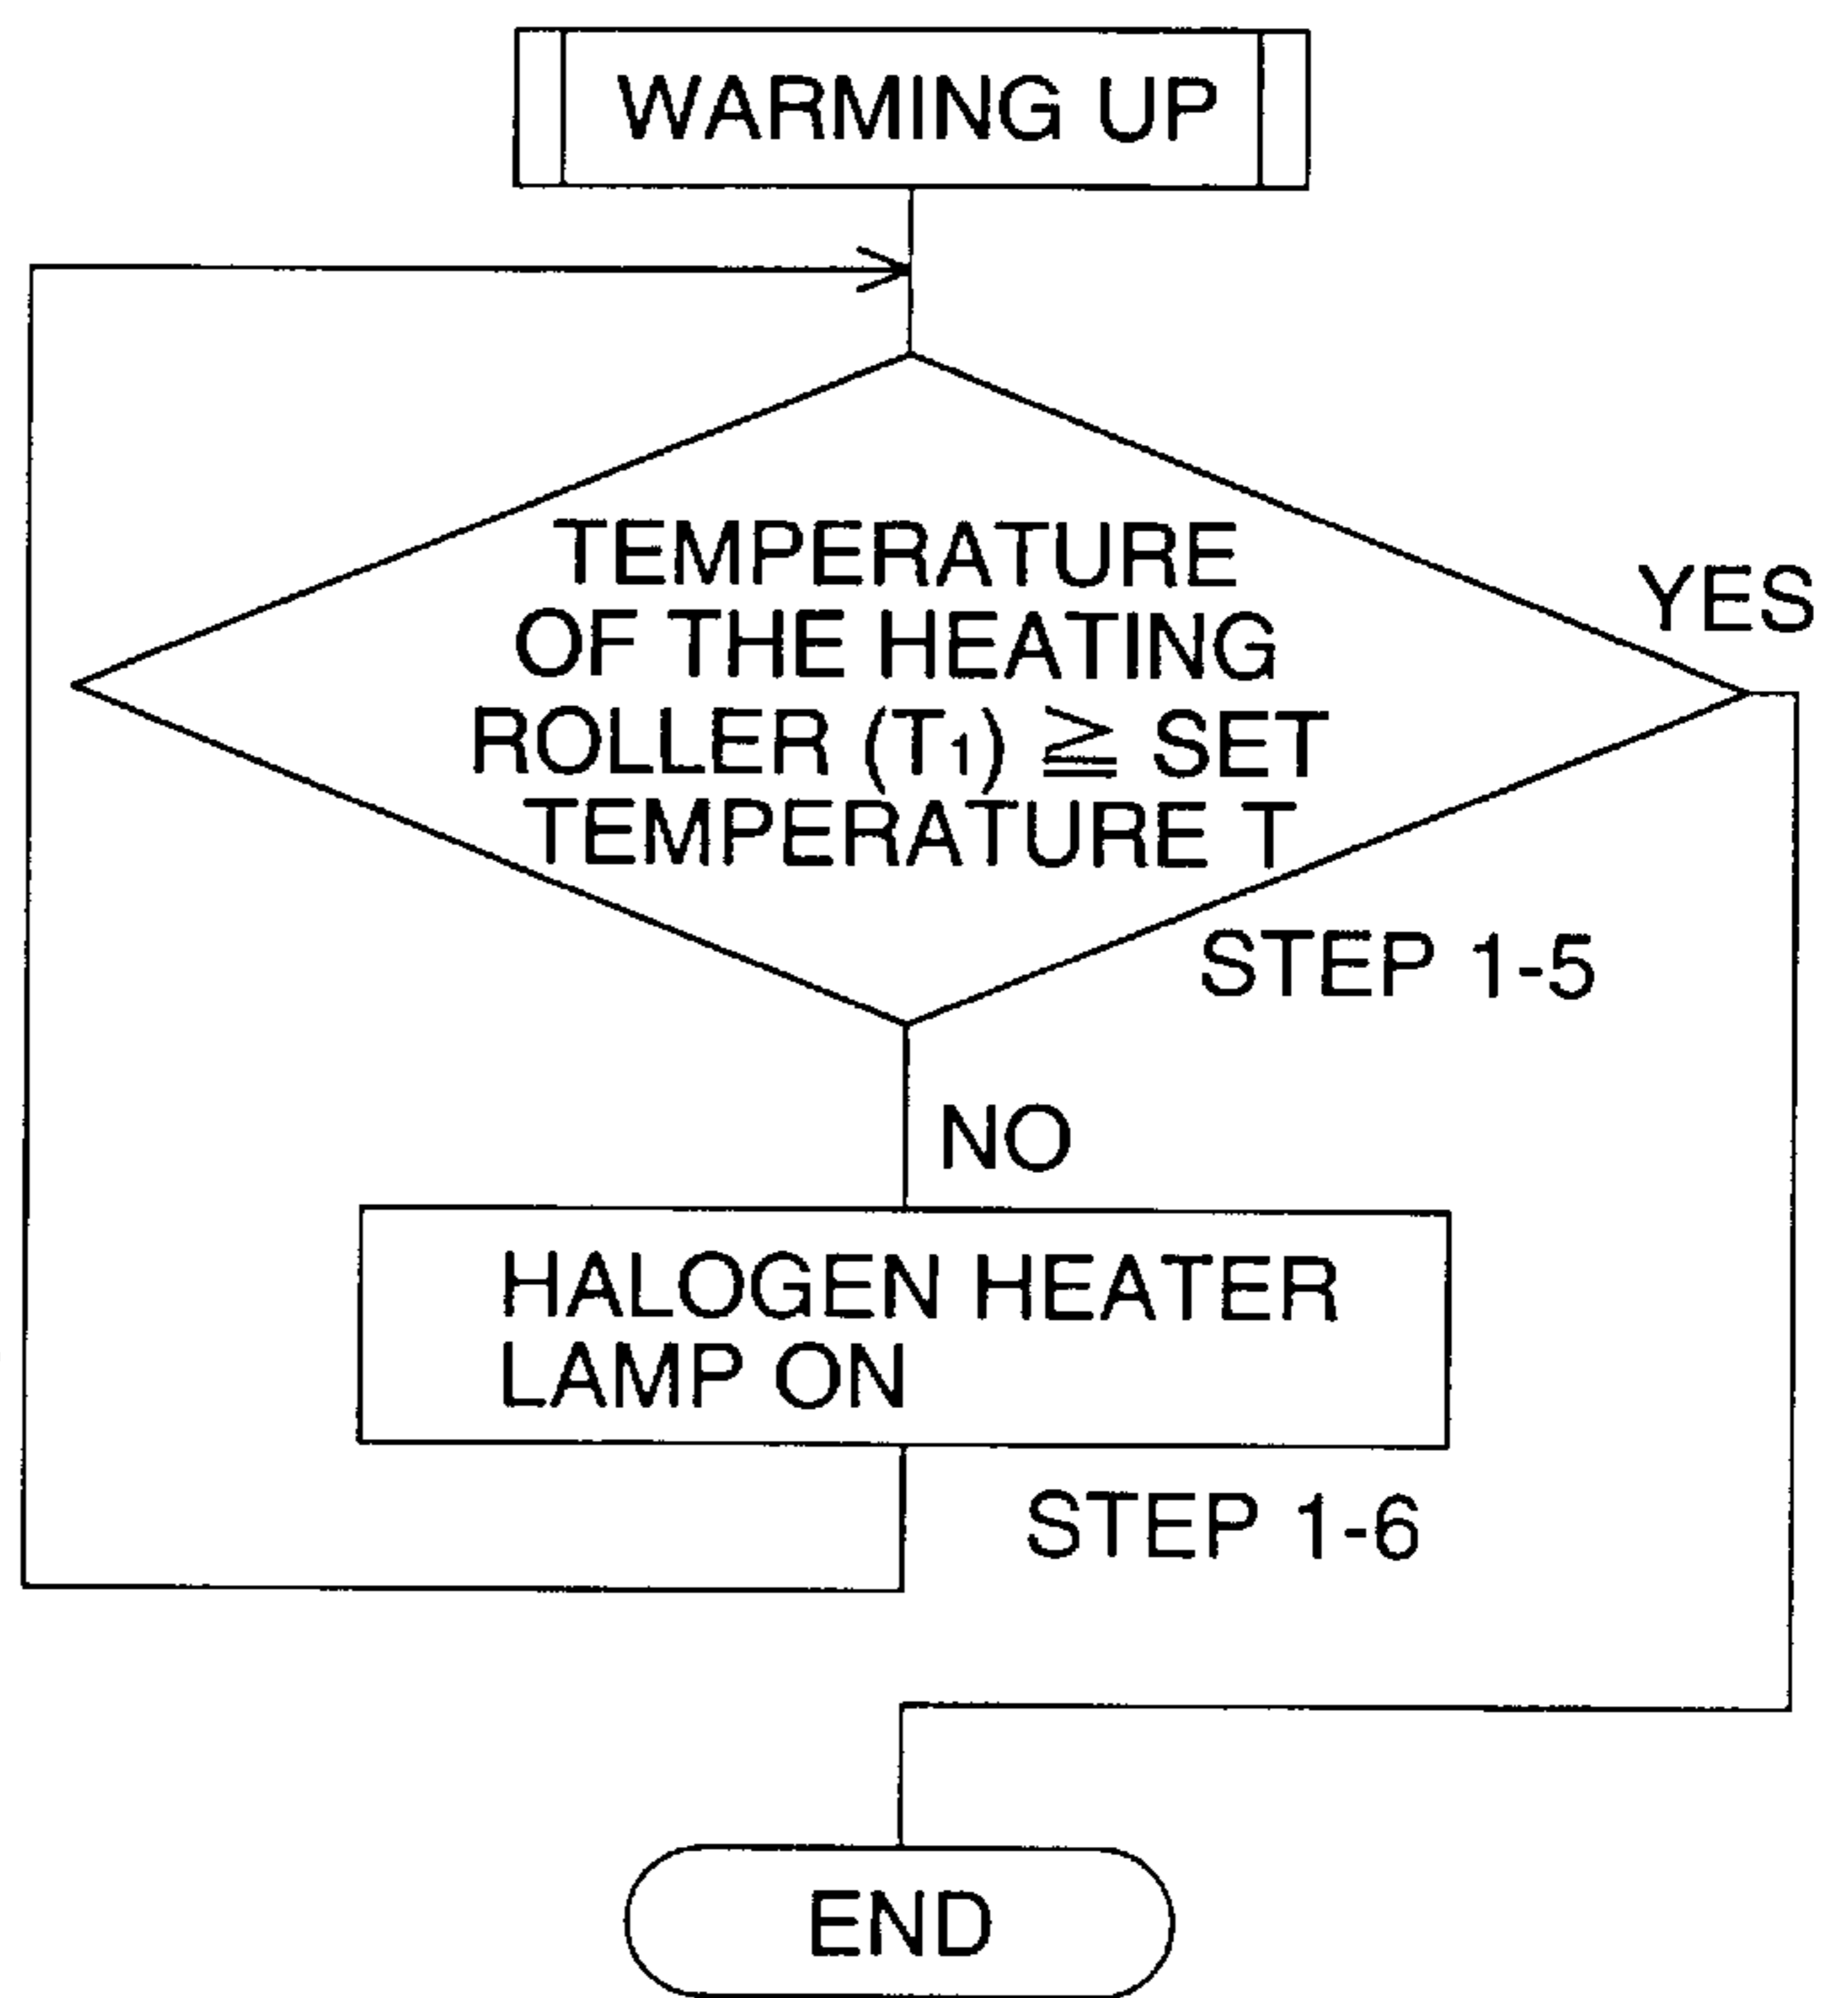 WARMING UP
TEMPERATURE
OF THE HEATING
ROLLER (T1) ≧ SET
TEMPERATURE T
YES
STEP 1-5
NO
HALOGEN HEATER
LAMP ON
STEP 1-6
END